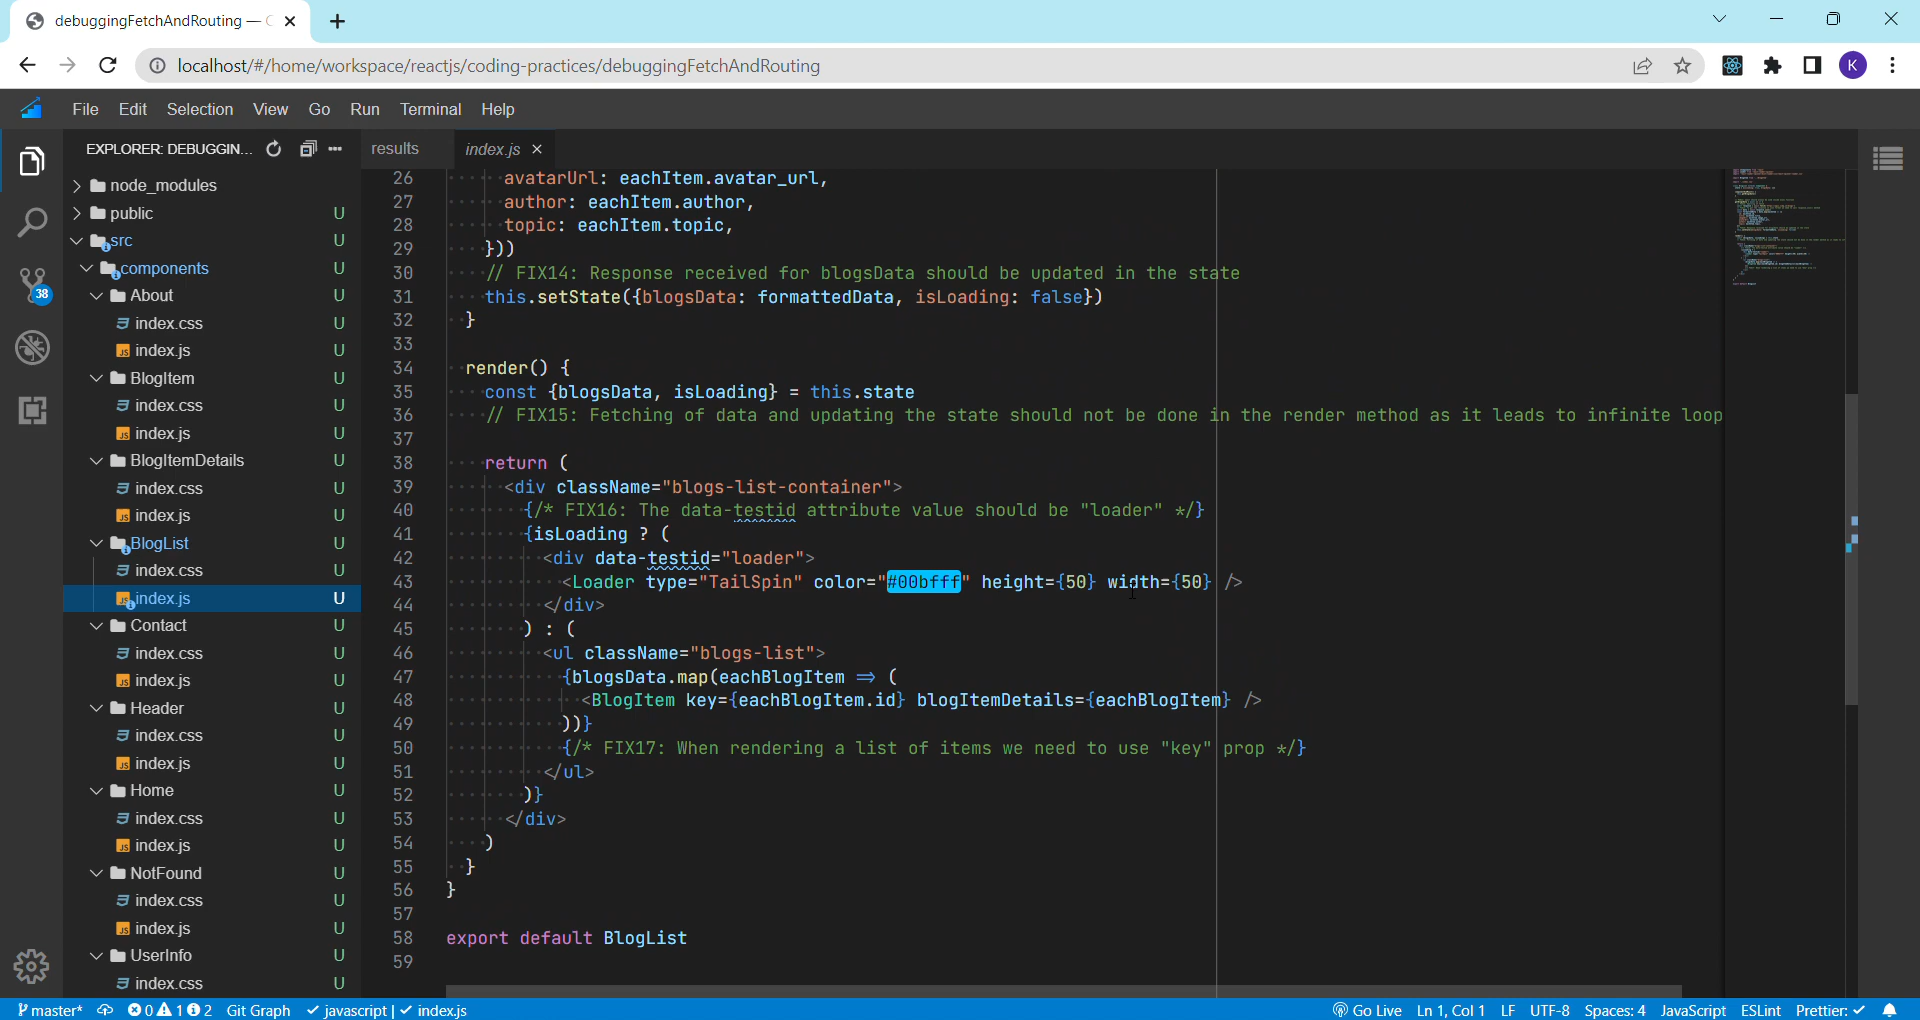 debuggingFetchAndRouting — C
localhost/#/home/workspace/reactjs/coding-practices/debuggingFetchAndRouting
K
File Edit Selection View Go Run Terminal Help
EXPLORER: DEBUGGIN...
results
index.js
node_modules
public U
src U
components U
About U
index.css U
index.js U
BlogItem U
index.css U
index.js U
BlogItemDetails U
index.css U
index.js U
BlogList U
index.css U
index.js U
Contact U
index.css U
index.js U
Header U
index.css U
index.js U
Home U
index.css U
index.js U
NotFound U
index.css U
index.js U
UserInfo U
index.css U
38
26 avatarUrl: eachItem.avatar_url,
27 author: eachItem.author,
28 topic: eachItem.topic,
29 }))
30 // FIX14: Response received for blogsData should be updated in the state
31 this.setState({blogsData: formattedData, isLoading: false})
32 }
33
34 render() {
35 const {blogsData, isLoading} = this.state
36 // FIX15: Fetching of data and updating the state should not be done in the render method as it leads to infinite loop
37
38 return (
39 <div className="blogs-list-container">
40 {/* FIX16: The data-testid attribute value should be "loader" */}
41 {isLoading ? (
42 <div data-testid="loader">
43 <Loader type="TailSpin" color="#00bfff" height={50} width={50} />
44 </div>
45 ) : (
46 <ul className="blogs-list">
47 {blogsData.map(eachBlogItem => (
48 <BlogItem key={eachBlogItem.id} blogItemDetails={eachBlogItem} />
49 ))}
50 {/* FIX17: When rendering a list of items we need to use "key" prop */}
51 </ul>
52 )}
53 </div>
54 )
55 }
56 }
57
58 export default BlogList
59
master* 0 1 2 Git Graph ✓ javascript | ✓ index.js Go Live Ln 1, Col 1 LF UTF-8 Spaces: 4 JavaScript ESLint Prettier: ✓